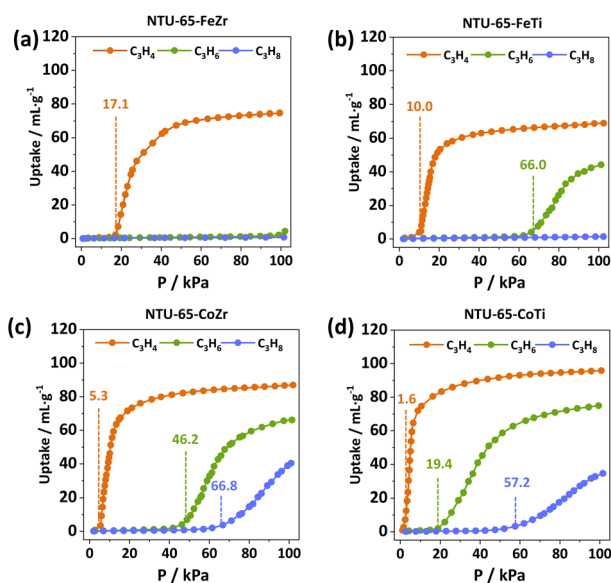 (a)
NTU-65-FeZr
C₃H₄ C₃H₆ C₃H₈
17.1
Uptake / mL·g⁻¹
120
100
80
60
40
20
0
0 20 40 60 80 100
P / kPa
(b)
NTU-65-FeTi
C₃H₄ C₃H₆ C₃H₈
10.0
66.0
Uptake / mL·g⁻¹
120
100
80
60
40
20
0
0 20 40 60 80 100
P / kPa
(c)
NTU-65-CoZr
C₃H₄ C₃H₆ C₃H₈
5.3
46.2
66.8
Uptake / mL·g⁻¹
120
100
80
60
40
20
0
0 20 40 60 80 100
P / kPa
(d)
NTU-65-CoTi
C₃H₄ C₃H₆ C₃H₈
1.6
19.4
57.2
Uptake / mL·g⁻¹
120
100
80
60
40
20
0
0 20 40 60 80 100
P / kPa